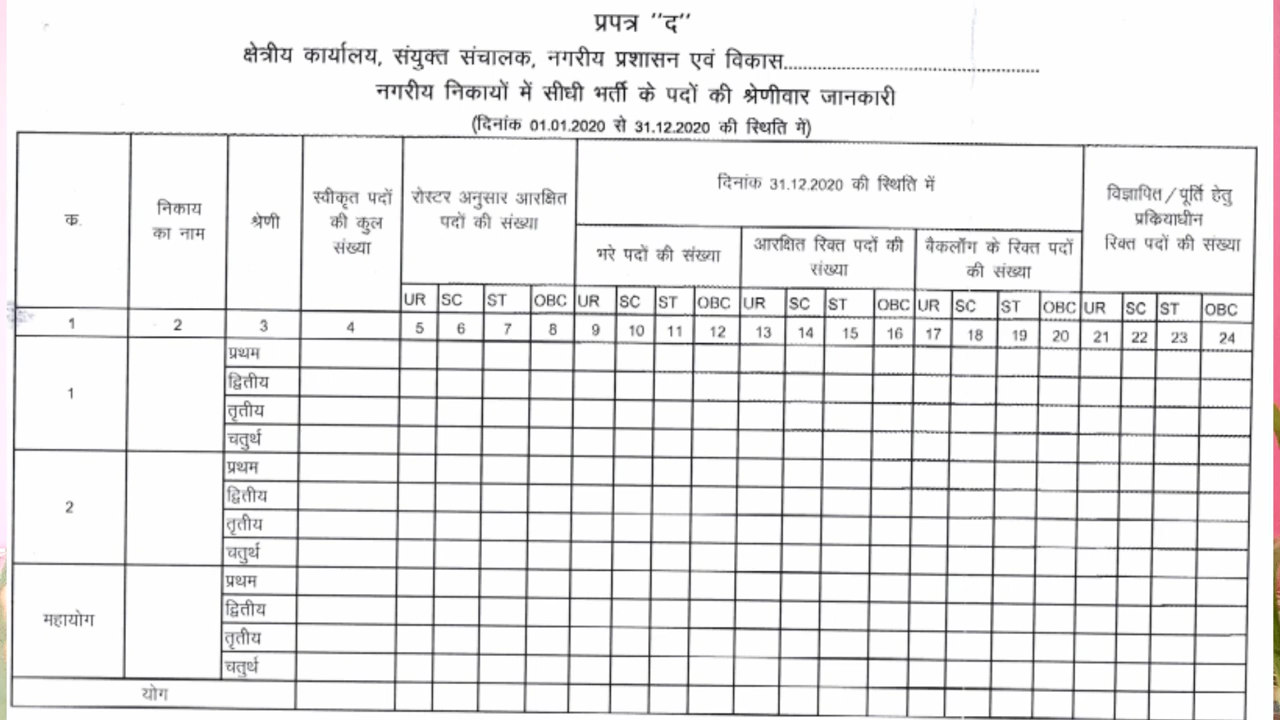 प्रपत्र ''द''
क्षेत्रीय कार्यालय, संयुक्त संचालक, नगरीय प्रशासन एवं विकास.......................................
नगरीय निकायों में सीधी भर्ती के पदों की श्रेणीवार जानकारी
(दिनांक 01.01.2020 से 31.12.2020 की स्थिति में)
क. निकाय का नाम श्रेणी स्वीकृत पदों की कुल संख्या रोस्टर अनुसार आरक्षित पदों की संख्या दिनांक 31.12.2020 की स्थिति में विज्ञापित/पूर्ति हेतु प्रकियाधीन रिक्त पदों की संख्या
भरे पदों की संख्या आरक्षित रिक्त पदों की संख्या बैकलॉग के रिक्त पदों की संख्या
UR SC ST OBC UR SC ST OBC UR SC ST OBC UR SC ST OBC UR SC ST OBC
1 2 3 4 5 6 7 8 9 10 11 12 13 14 15 16 17 18 19 20 21 22 23 24
1 प्रथम
द्वितीय
तृतीय
चतुर्थ
2 प्रथम
द्वितीय
तृतीय
चतुर्थ
महायोग प्रथम
द्वितीय
तृतीय
चतुर्थ
योग